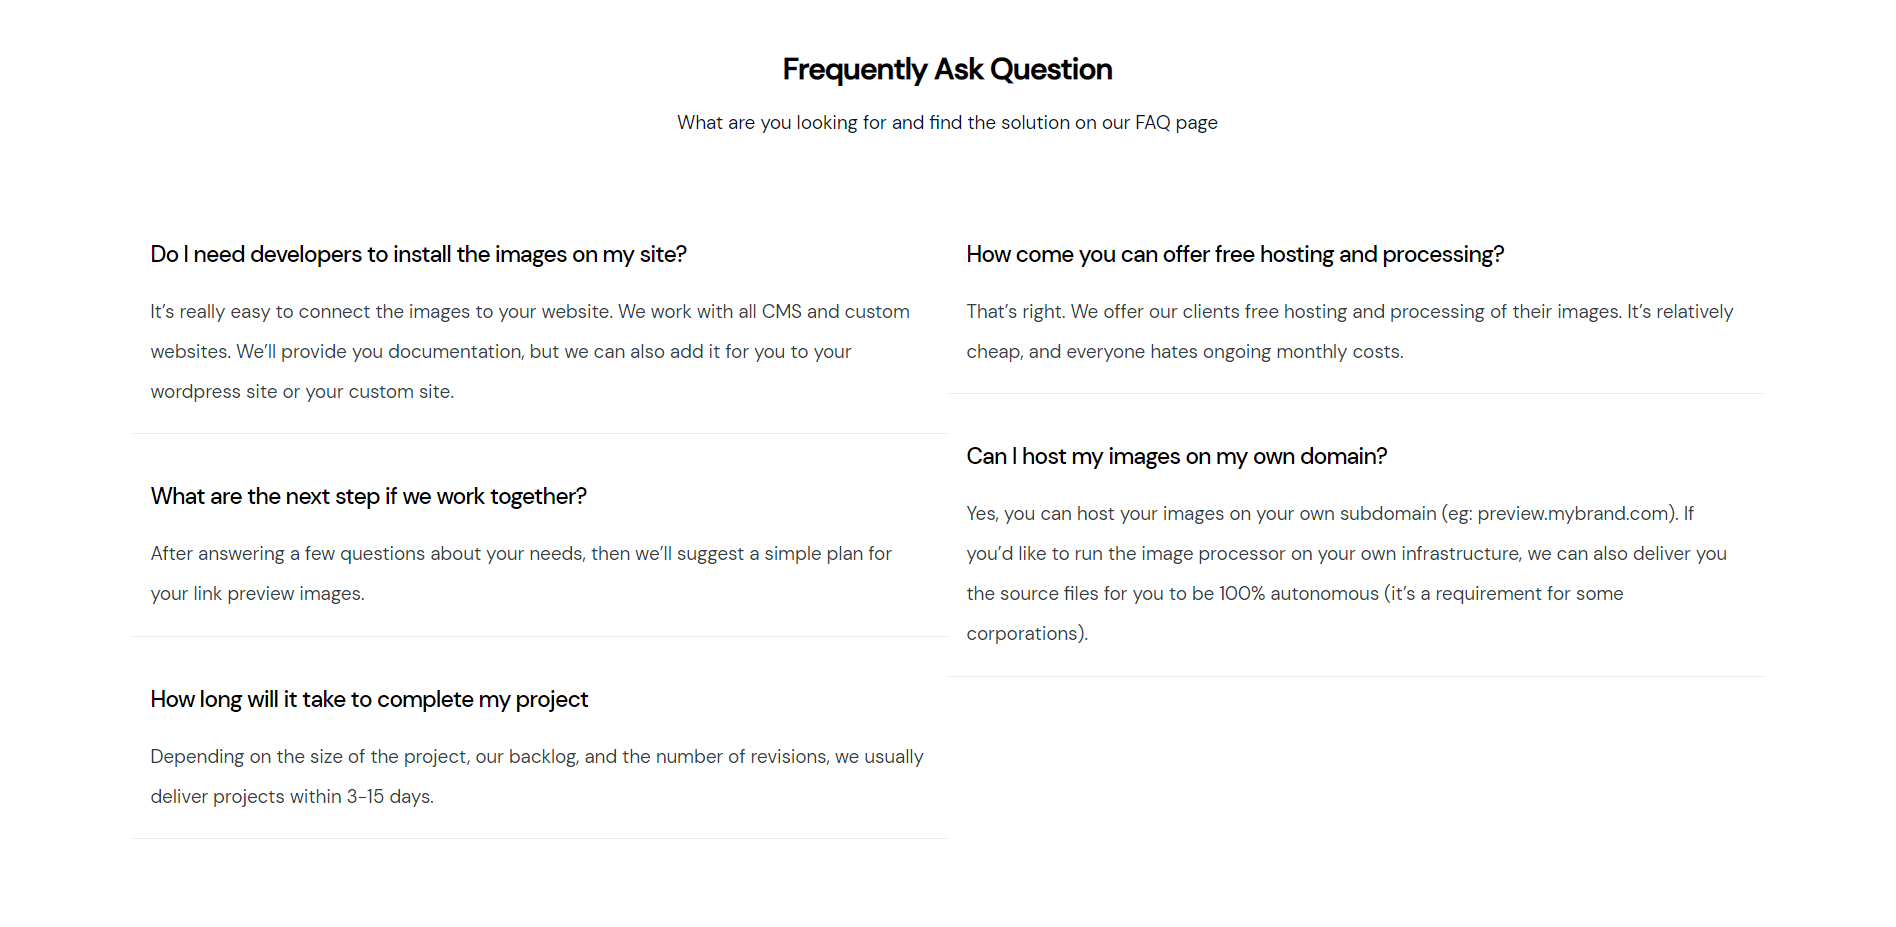 Frequently Ask Question
What are you looking for and find the solution on our FAQ page
Do I need developers to install the images on my site?
It’s really easy to connect the images to your website. We work with all CMS and custom
websites. We’ll provide you documentation, but we can also add it for you to your
wordpress site or your custom site.
What are the next step if we work together?
After answering a few questions about your needs, then we’ll suggest a simple plan for
your link preview images.
How long will it take to complete my project
Depending on the size of the project, our backlog, and the number of revisions, we usually
deliver projects within 3-15 days.
How come you can offer free hosting and processing?
That’s right. We offer our clients free hosting and processing of their images. It’s relatively
cheap, and everyone hates ongoing monthly costs.
Can I host my images on my own domain?
Yes, you can host your images on your own subdomain (eg: preview.mybrand.com). If
you’d like to run the image processor on your own infrastructure, we can also deliver you
the source files for you to be 100% autonomous (it’s a requirement for some
corporations).